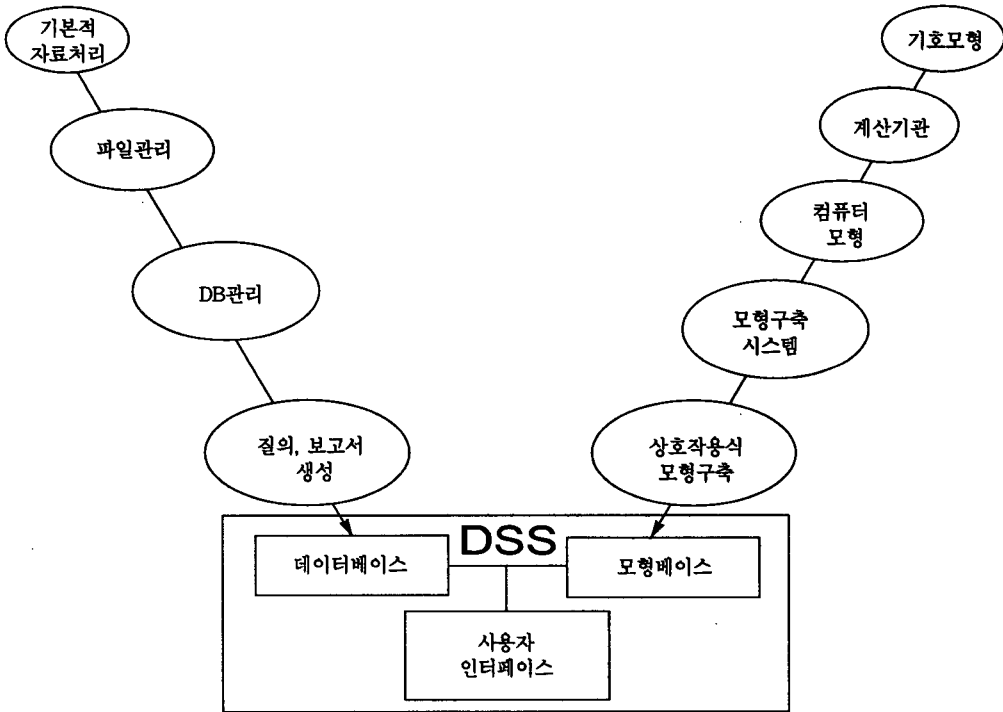 기본적
자료처리
파일관리
DB관리
질의, 보고서
생성
기호모형
계산기관
컴퓨터
모형
모형구축
시스템
상호작용식
모형구축
DSS
데이터베이스
모형베이스
사용자
인터페이스